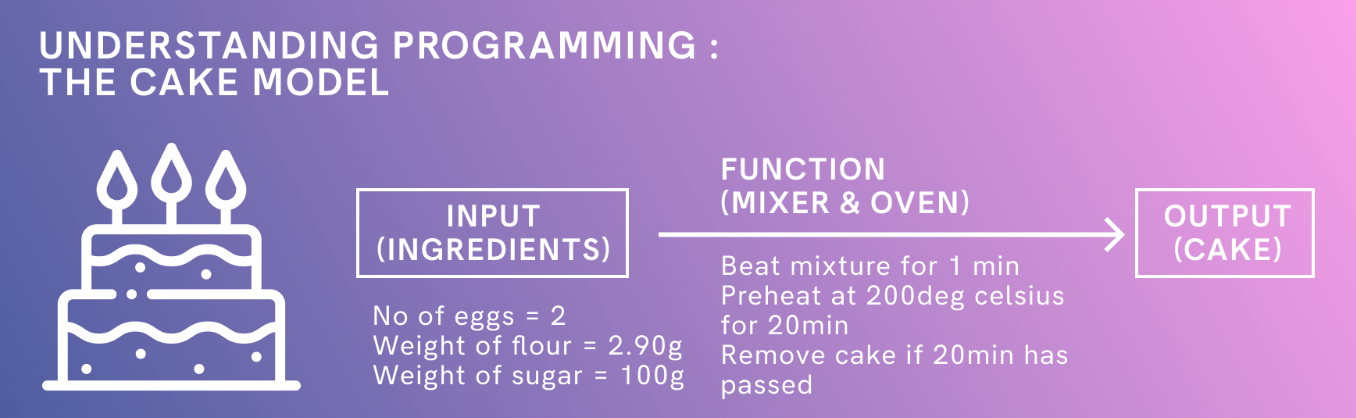 UNDERSTANDING PROGRAMMING :
THE CAKE MODEL
INPUT
(INGREDIENTS)
No of eggs = 2
Weight of flour = 2.90g
Weight of sugar = 100g
FUNCTION
(MIXER & OVEN)
Beat mixture for 1 min
Preheat at 200deg celsius
for 20min
Remove cake if 20min has
passed
OUTPUT
(CAKE)